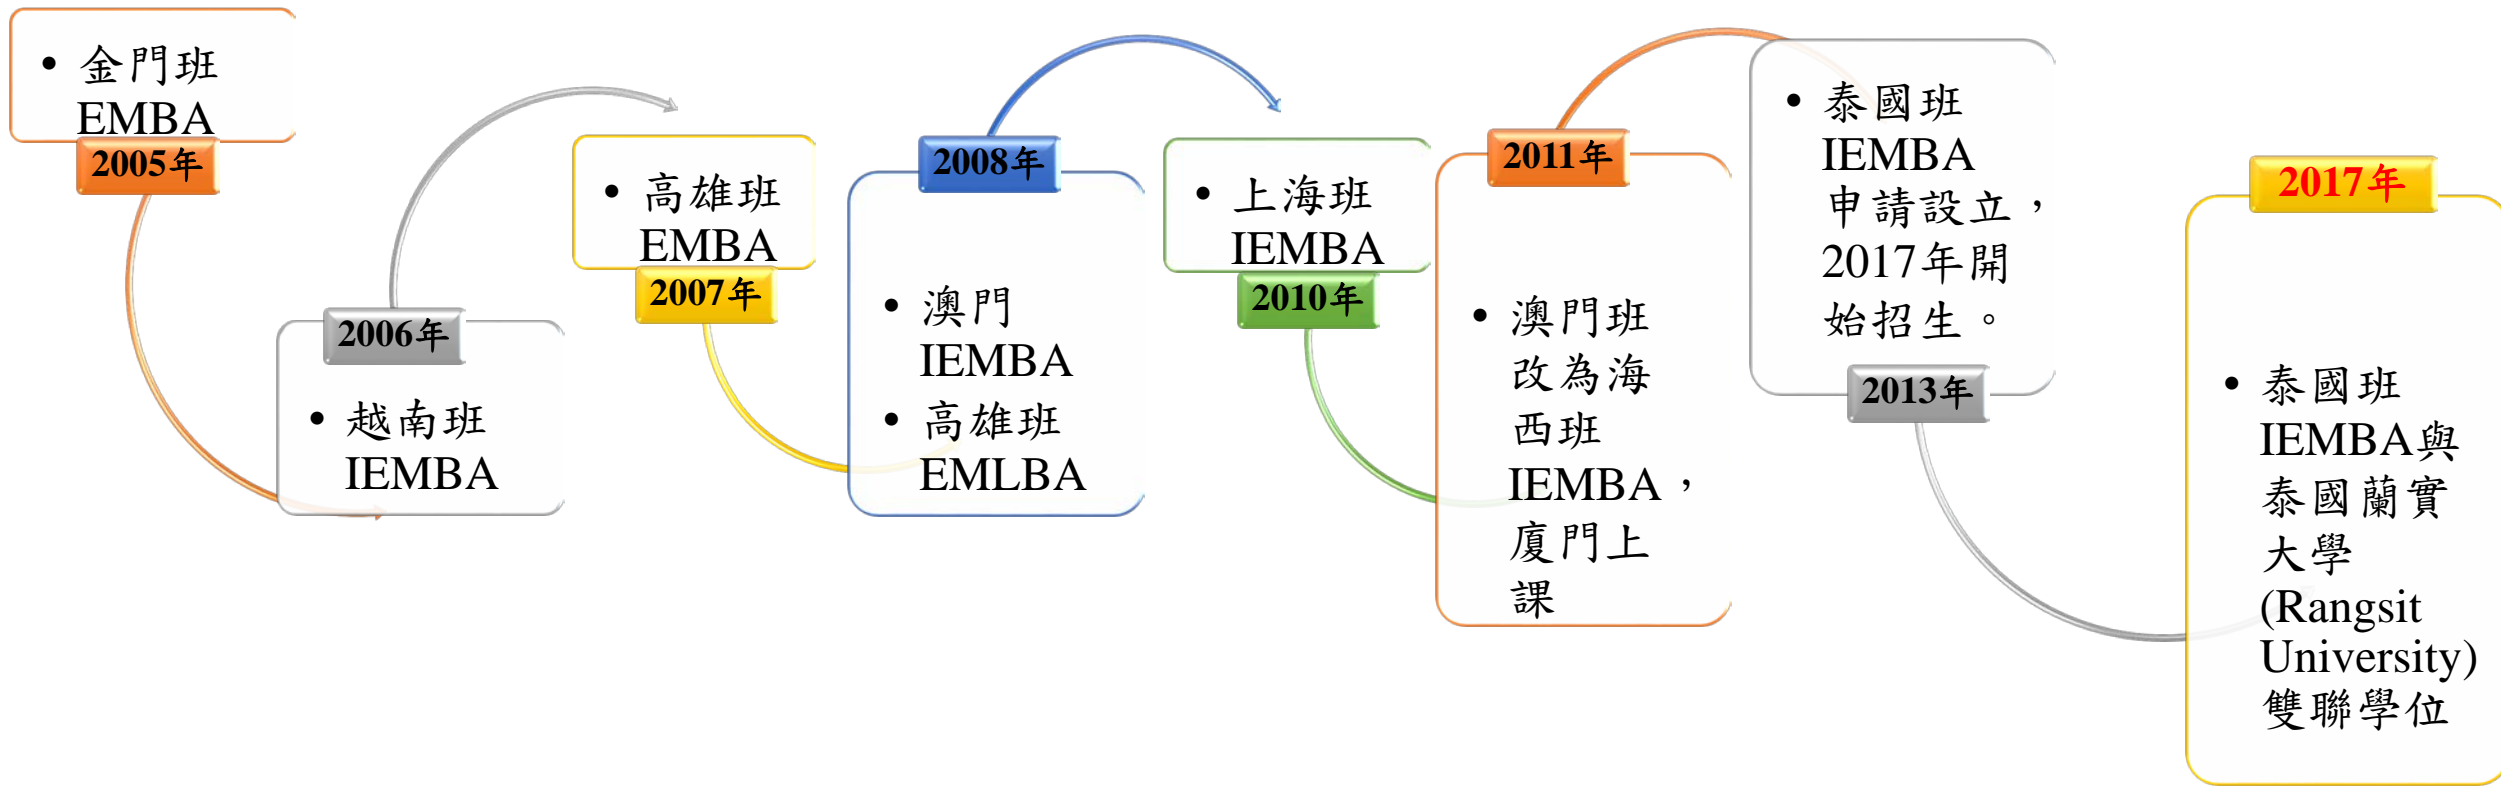 • 金門班
EMBA
2005年
2006年
• 越南班
IEMBA
• 高雄班
EMBA
2007年
2008年
• 澳門
IEMBA
• 高雄班
EMLBA
• 上海班
IEMBA
2010年
2011年
• 澳門班
改為海
西班
IEMBA，
廈門上
課
• 泰國班
IEMBA
申請設立，
2017年開
始招生。
2013年
2017年
• 泰國班
IEMBA與
泰國蘭實
大學
(Rangsit
University)
雙聯學位